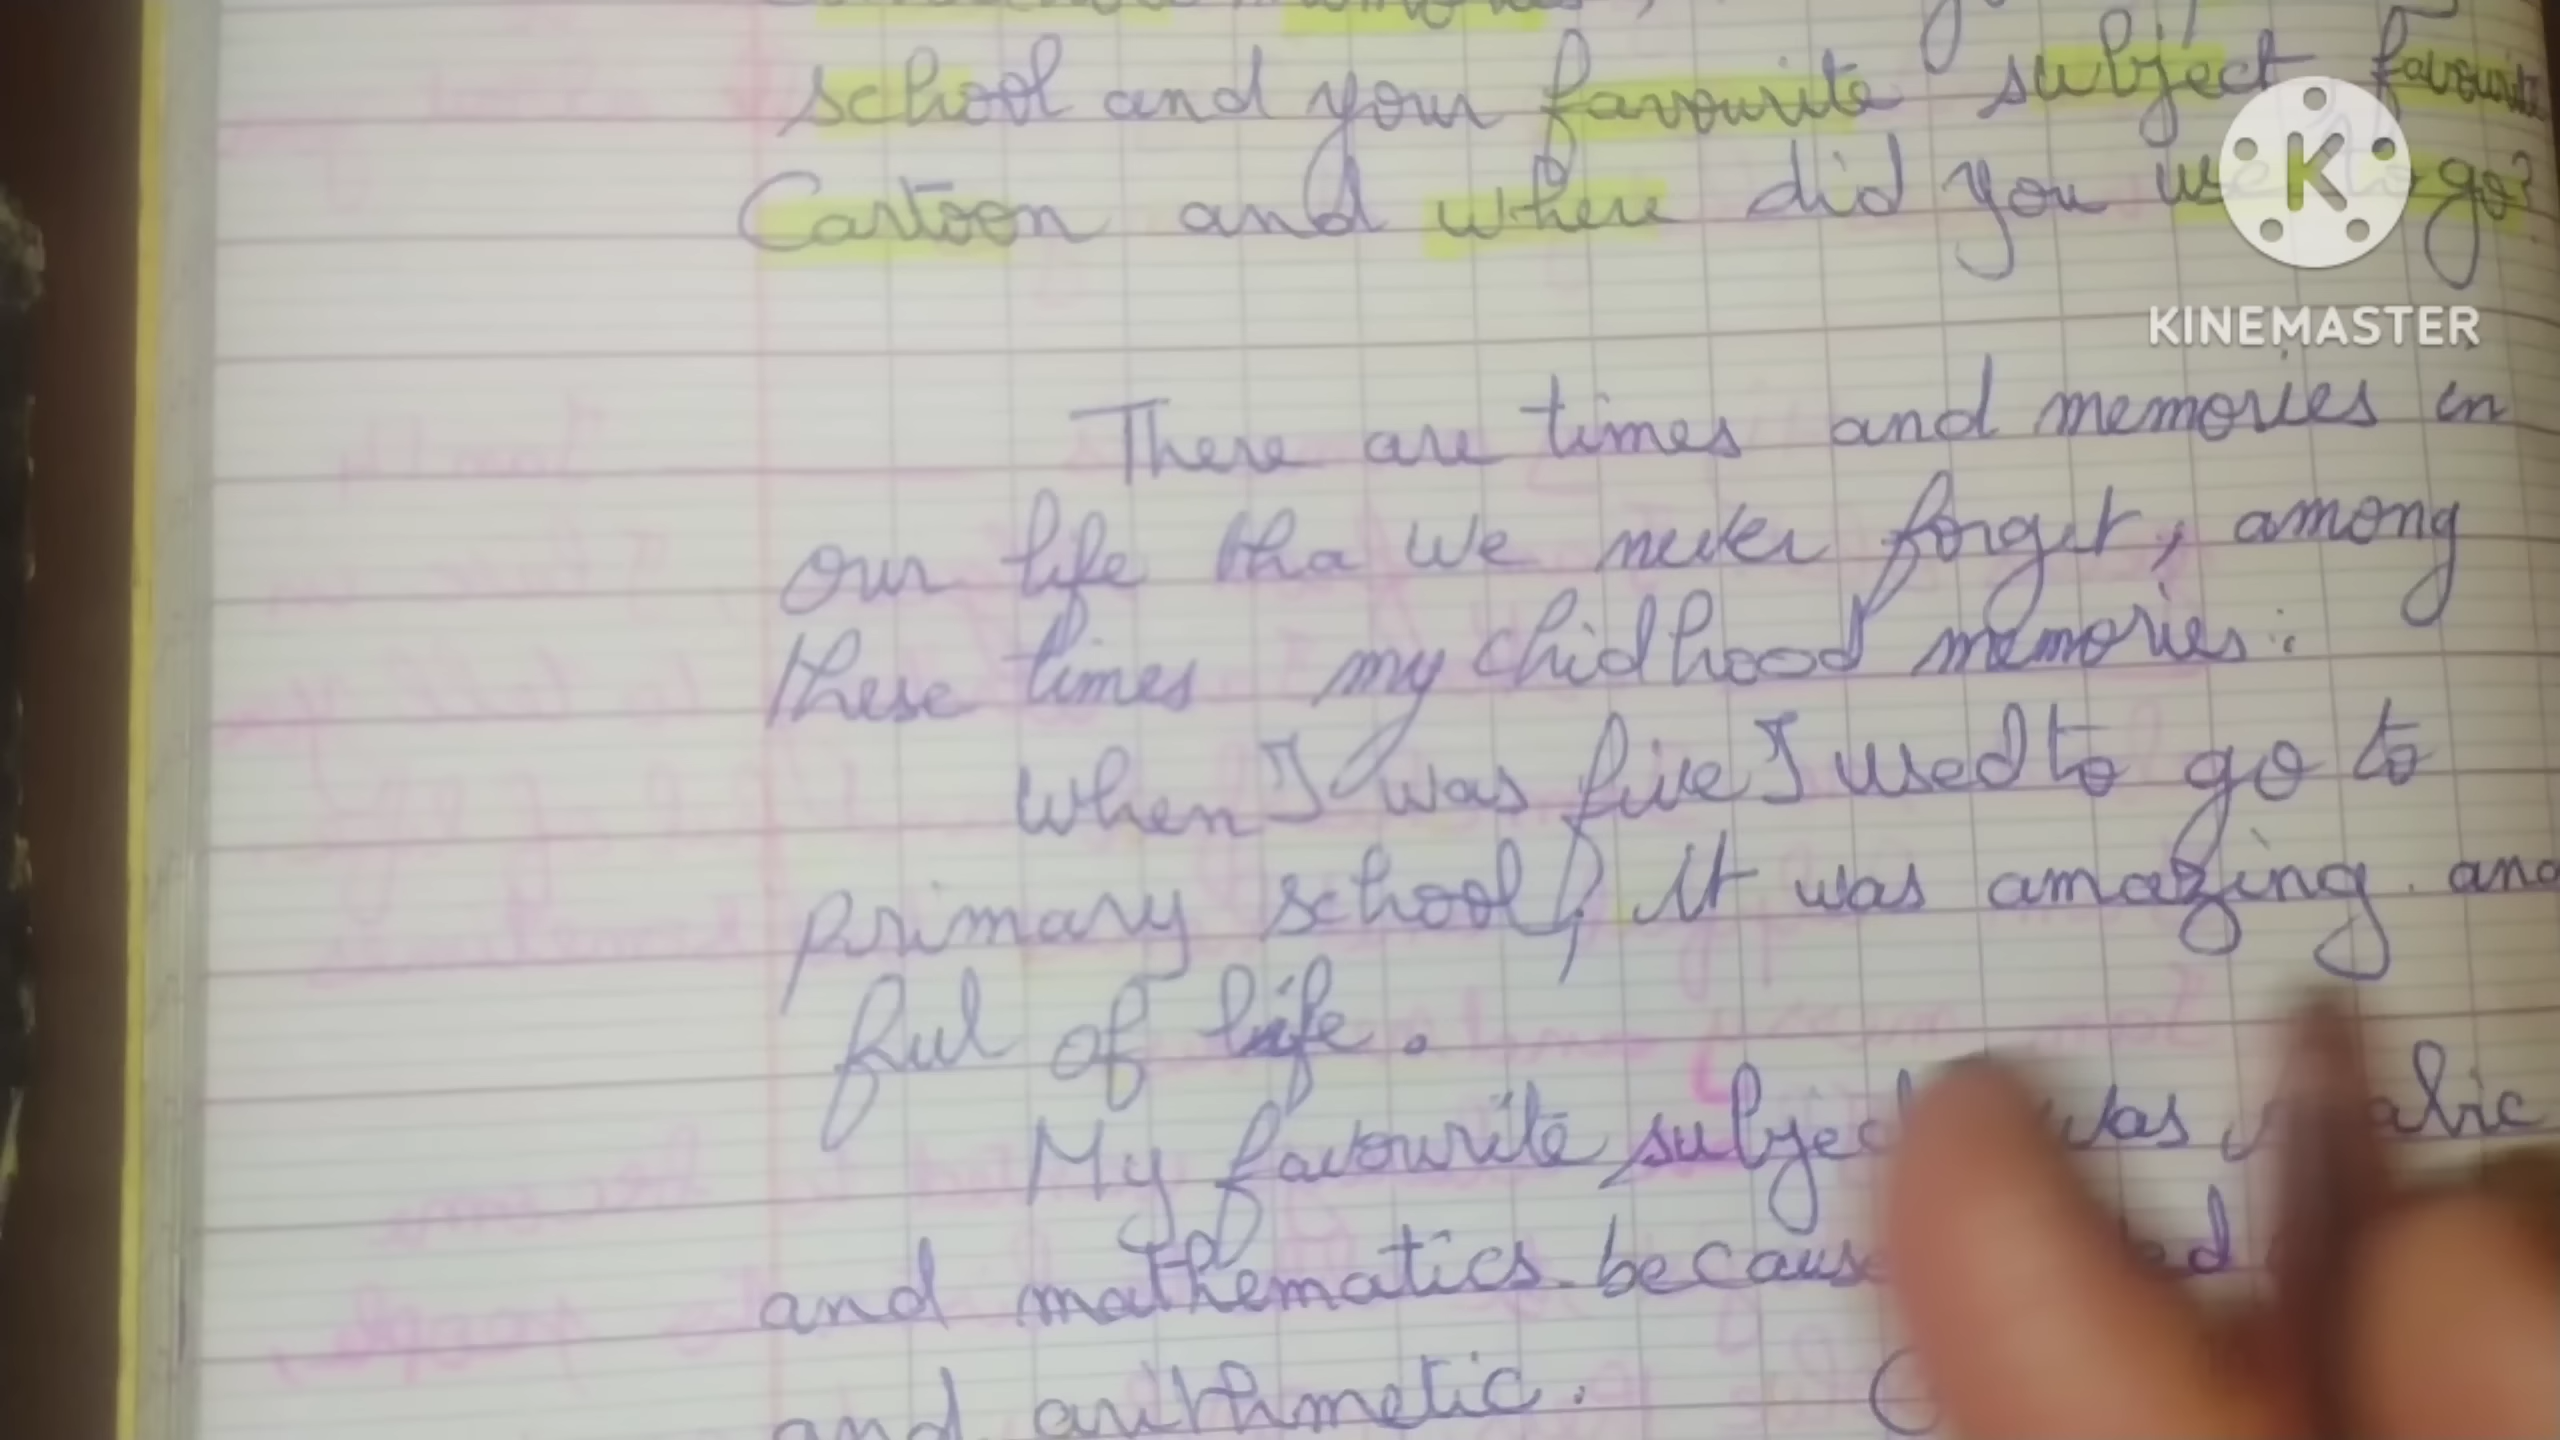 school and your favourite subject favourite
Cartoon and where did you go?
KINEMASTER
There are times and memories in
our life tha we never forget, among
these times my chidhood memories.
when I was five I used to go to
primary school, It was amazing. and
ful of life.
My favourite subject was
and mathematics because
and arithmetic.